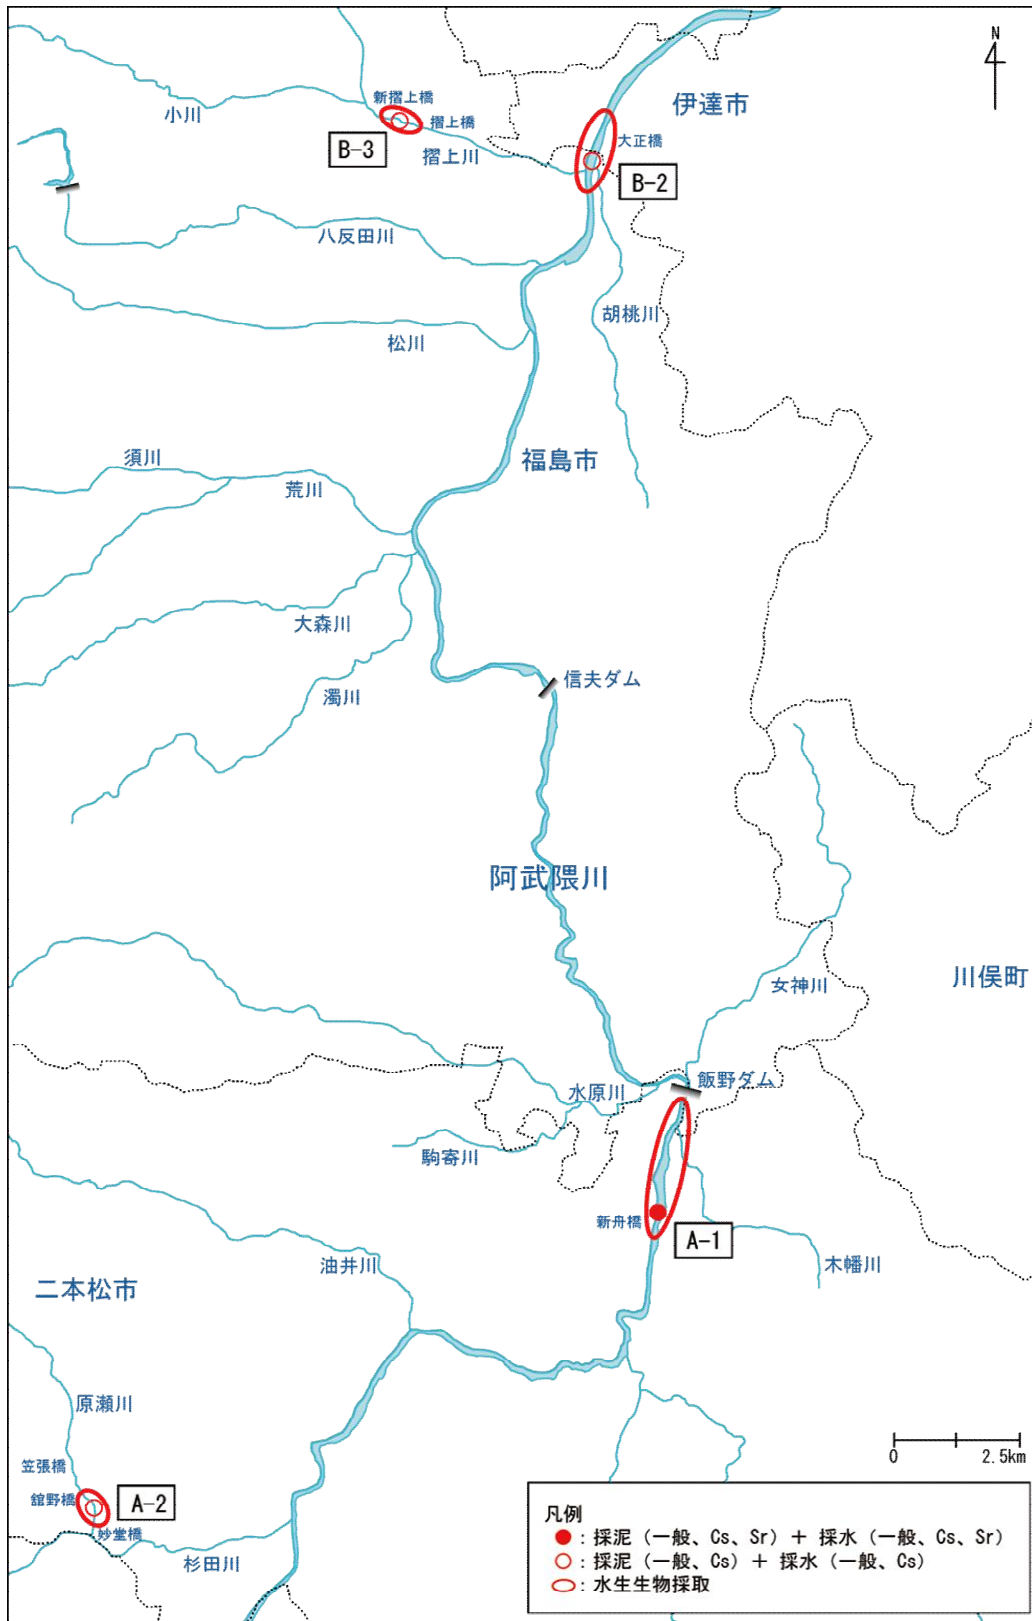 N
伊達市
新摺上橋
小川
摺上橋
大正橋
B-3
摺上川
B-2
八反田川
胡桃川
松川
福島市
須川
荒川
大森川
信夫ダム
濁川
阿武隈川
川俣町
女神川
飯野ダム
水原川
駒寄川
新舟橋
A-1
油井川
木幡川
二本松市
原瀬川
笠張橋
舘野橋
A-2
妙堂橋
杉田川
0 2.5km
凡例
：採泥（一般、Cs、Sr）＋ 採水（一般、Cs、Sr）
：採泥（一般、Cs）＋ 採水（一般、Cs）
：水生生物採取